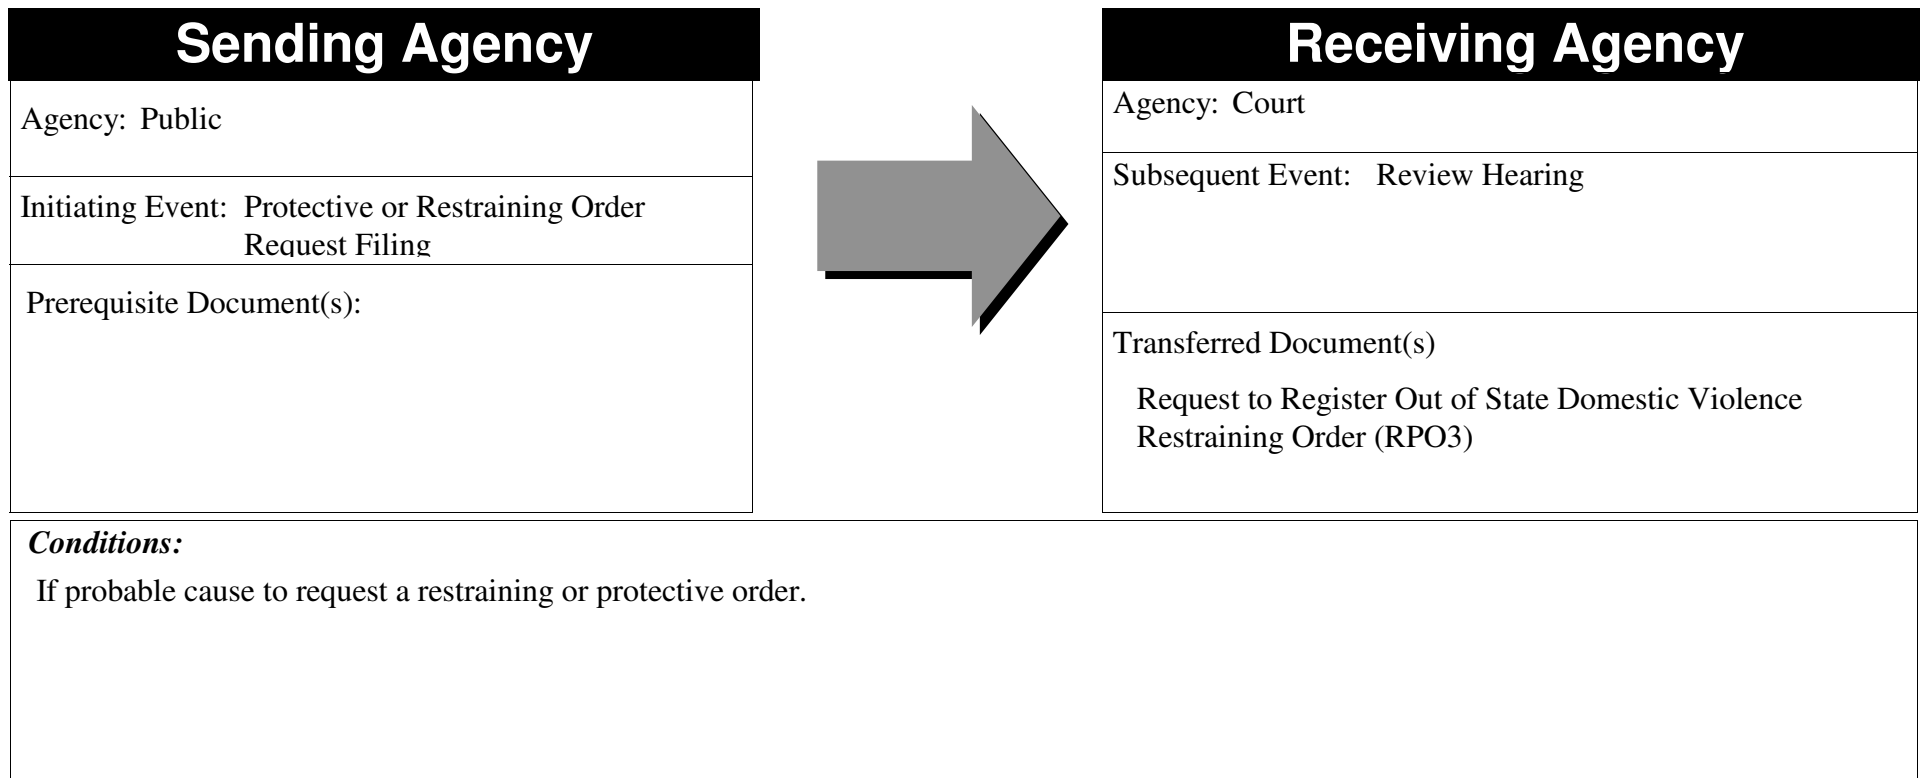 Sending Agency
Agency: Public
Initiating Event: Protective or Restraining Order
Request Filing
Prerequisite Document(s):
Receiving Agency
Agency: Court
Subsequent Event: Review Hearing
Transferred Document(s)
Request to Register Out of State Domestic Violence
Restraining Order (RPO3)
Conditions:
If probable cause to request a restraining or protective order.